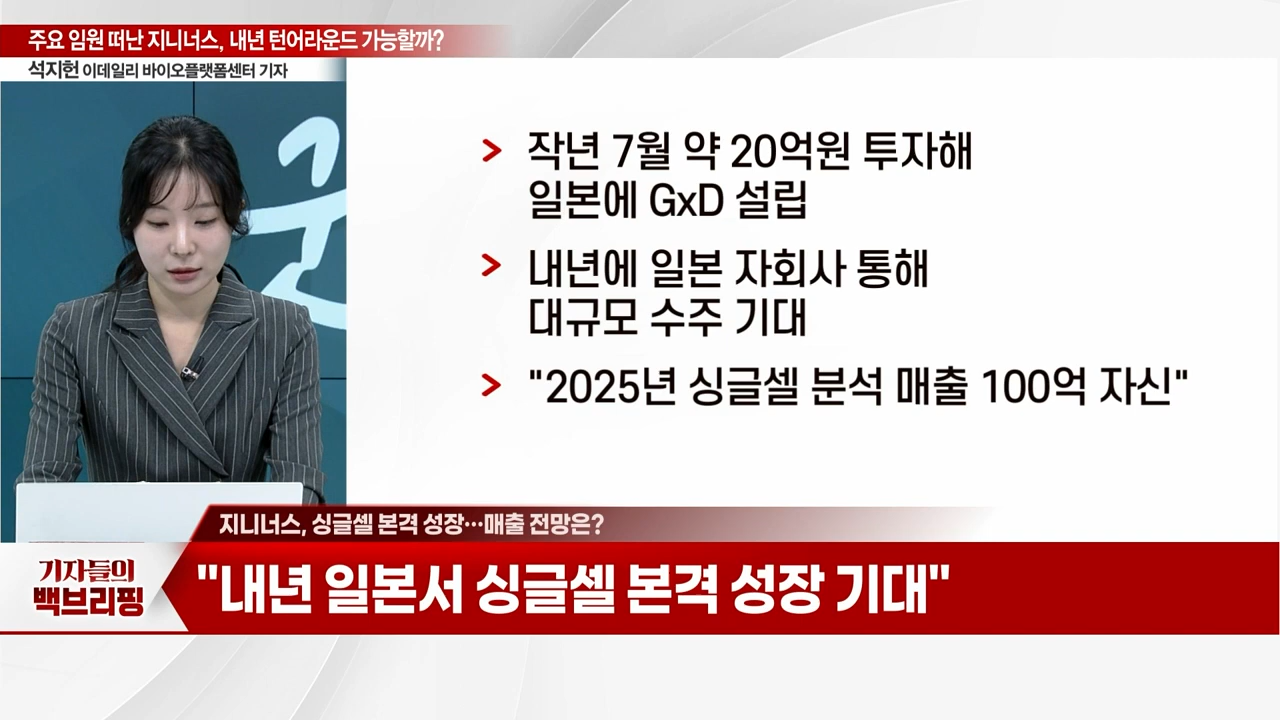 주요 임원 떠난 지니너스, 내년 턴어라운드 가능할까?
석지헌 이데일리 바이오플랫폼센터 기자
> 작년 7월 약 20억원 투자해
일본에 GxD 설립
> 내년에 일본 자회사 통해
대규모 수주 기대
> "2025년 싱글셀 분석 매출 100억 자신"
지니너스, 싱글셀 본격 성장…매출 전망은?
기자들의
백브리핑
"내년 일본서 싱글셀 본격 성장 기대"